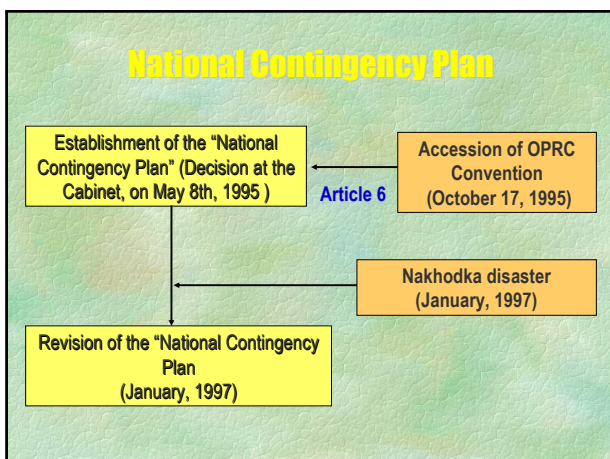 National Contingency Plan
Establishment of the “National
Contingency Plan” (Decision at the
Cabinet, on May 8th, 1995 )
Accession of OPRC
Convention
(October 17, 1995)
Article 6
Nakhodka disaster
(January, 1997)
Revision of the “National Contingency
Plan
(January, 1997)